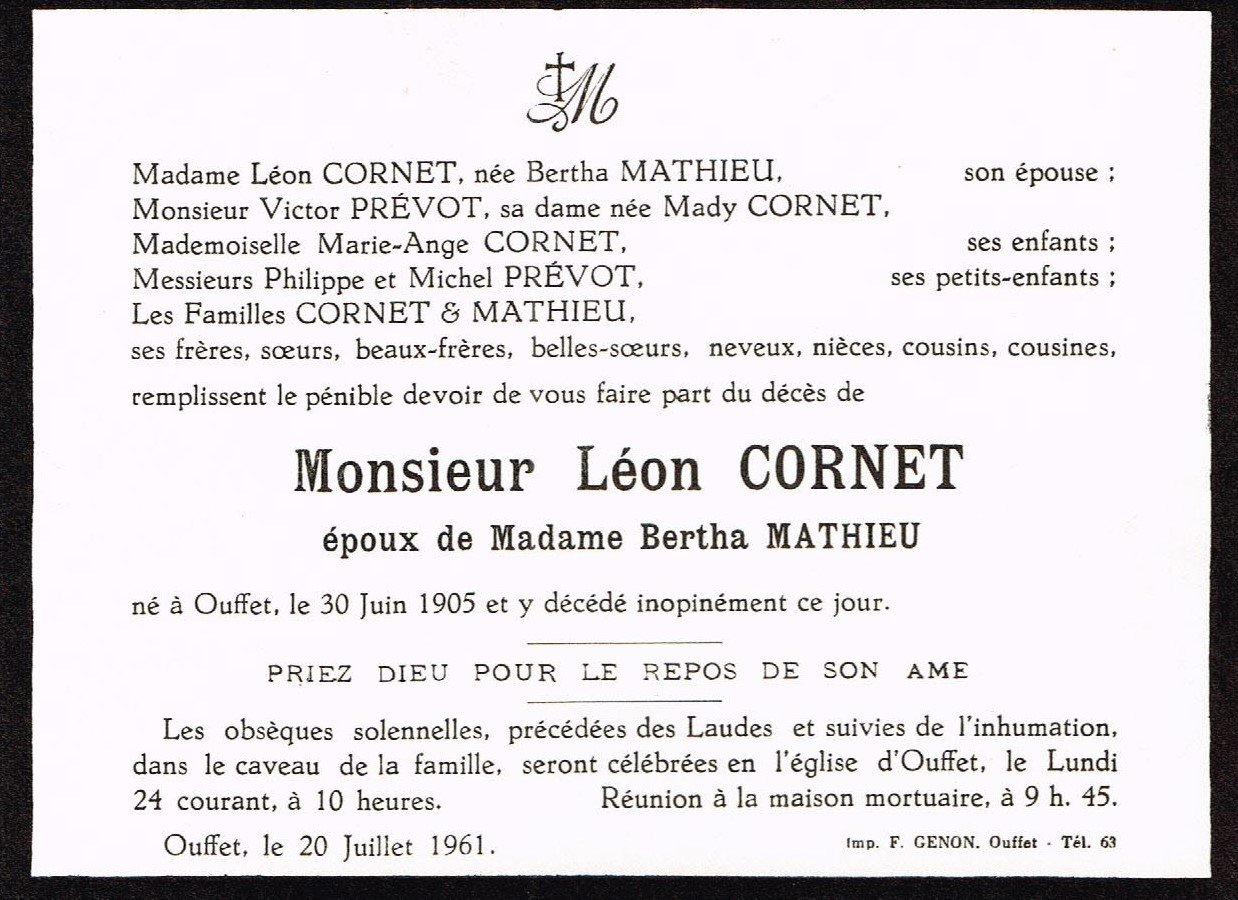 M
Madame Léon CORNET, née Bertha MATHIEU, son épouse ;
Monsieur Victor PRÉVOT, sa dame née Mady CORNET,
Mademoiselle Marie-Ange CORNET, ses enfants ;
Messieurs Philippe et Michel PRÉVOT, ses petits-enfants ;
Les Familles CORNET & MATHIEU,
ses frères, sœurs, beaux-frères, belles-sœurs, neveux, nièces, cousins, cousines,
remplissent le pénible devoir de vous faire part du décès de
Monsieur Léon CORNET
époux de Madame Bertha MATHIEU
né à Ouffet, le 30 Juin 1905 et y décédé inopinément ce jour.
PRIEZ DIEU POUR LE REPOS DE SON AME
Les obsèques solennelles, précédées des Laudes et suivies de l'inhumation,
dans le caveau de la famille, seront célébrées en l'église d'Ouffet, le Lundi
24 courant, à 10 heures. Réunion à la maison mortuaire, à 9 h. 45.
Ouffet, le 20 Juillet 1961. Imp. F. GENON. Ouffet - Tél. 63